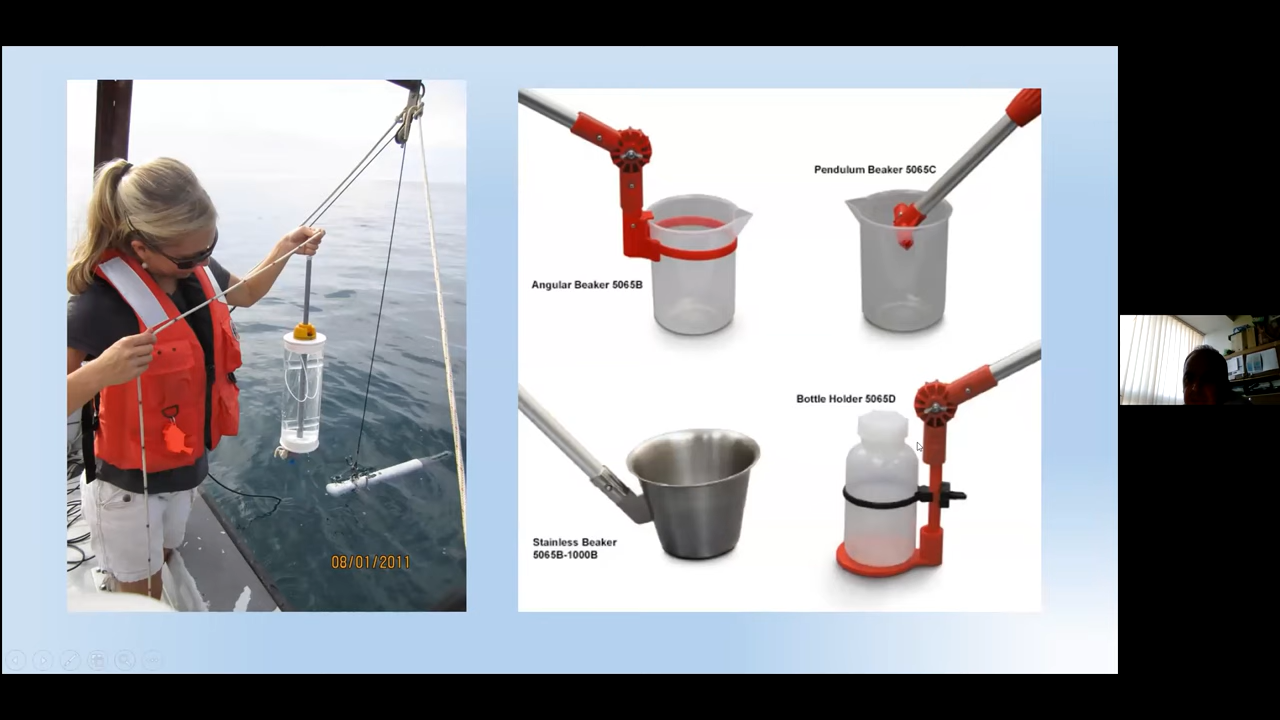 Pendulum Beaker 5065C
Angular Beaker 5065B
Bottle Holder 5065D
Stainless Beaker
5065B-1000B
08/01/2011